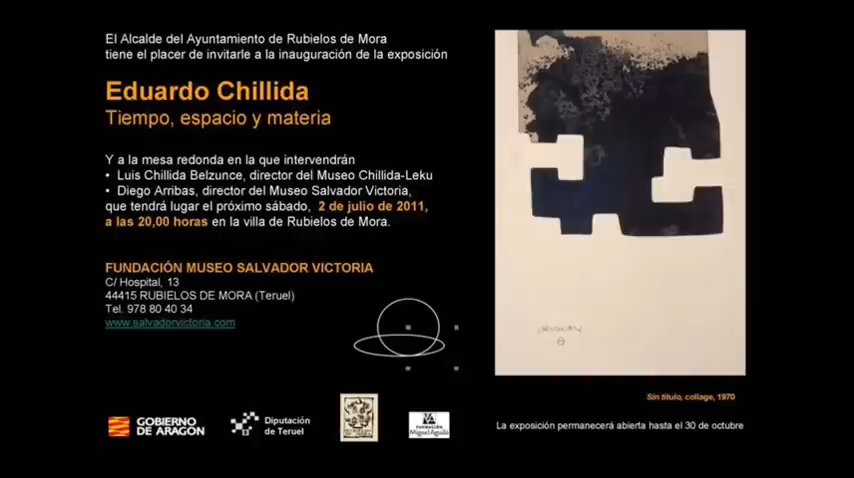 El Alcalde del Ayuntamiento de Rubielos de Mora
tiene el placer de invitarle a la inauguración de la exposición
Eduardo Chillida
Tiempo, espacio y materia
Y a la mesa redonda en la que intervendrán
• Luis Chillida Belzunce, director del Museo Chillida-Leku
• Diego Arribas, director del Museo Salvador Victoria,
que tendrá lugar el próximo sábado, 2 de julio de 2011,
a las 20,00 horas en la villa de Rubielos de Mora.
FUNDACIÓN MUSEO SALVADOR VICTORIA
C/ Hospital, 13
44415 RUBIELOS DE MORA (Teruel)
Tel. 978 80 40 34
www.salvadorvictoria.com
GOBIERNO
DE ARAGON
Diputación
de Teruel
FUNDACIÓN
Sin título, collage, 1970
La exposición permanecerá abierta hasta el 30 de octubre